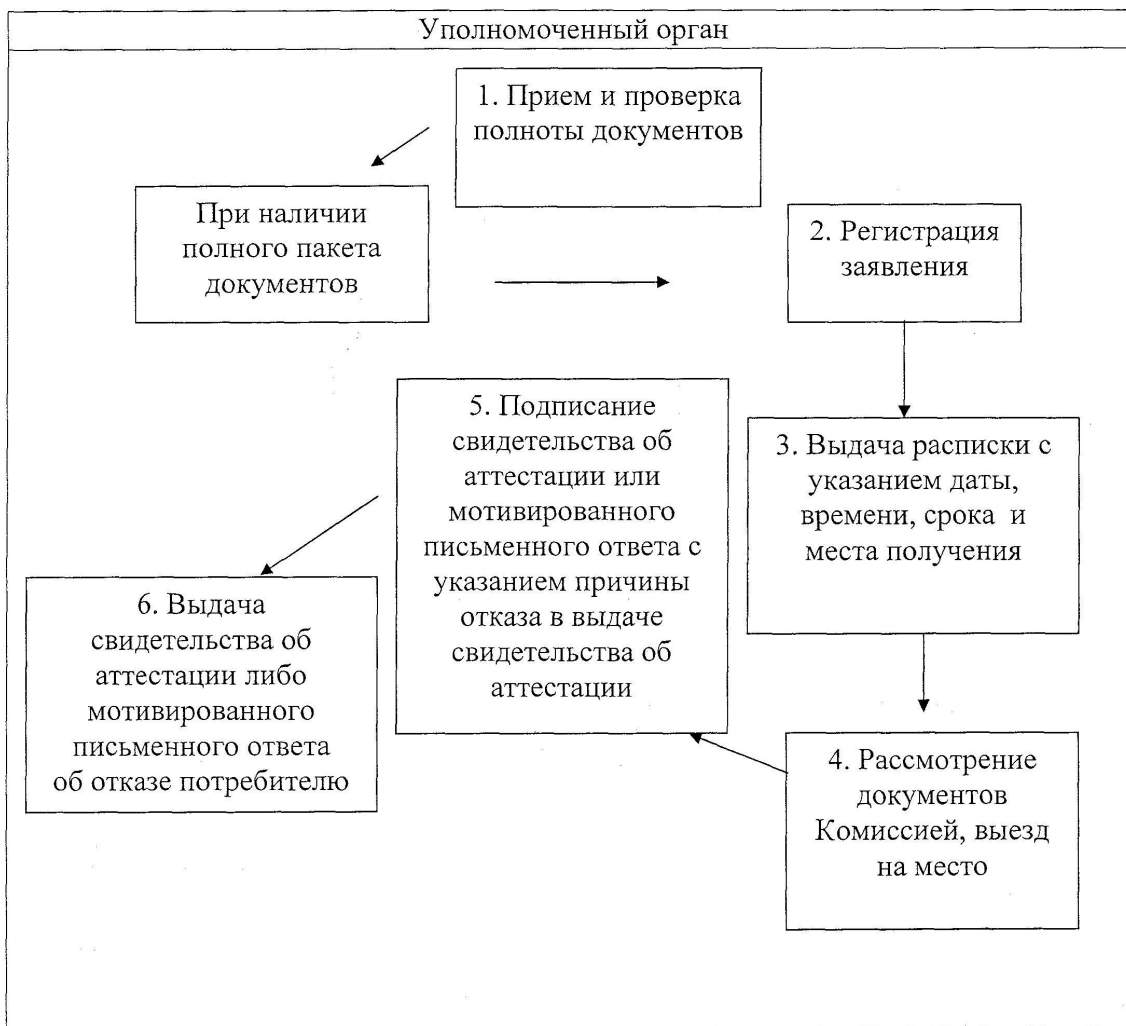 Уполномоченный орган
1. Прием и проверка
полноты документов
При наличии
полного пакета
документов
2. Регистрация
заявления
3. Выдача расписки с
указанием даты,
времени, срока и
места получения
4. Рассмотрение
документов
Комиссией, выезд
на место
5. Подписание
свидетельства об
аттестации или
мотивированного
письменного ответа с
указанием причины
отказа в выдаче
свидетельства об
аттестации
6. Выдача
свидетельства об
аттестации либо
мотивированного
письменного ответа
об отказе потребителю